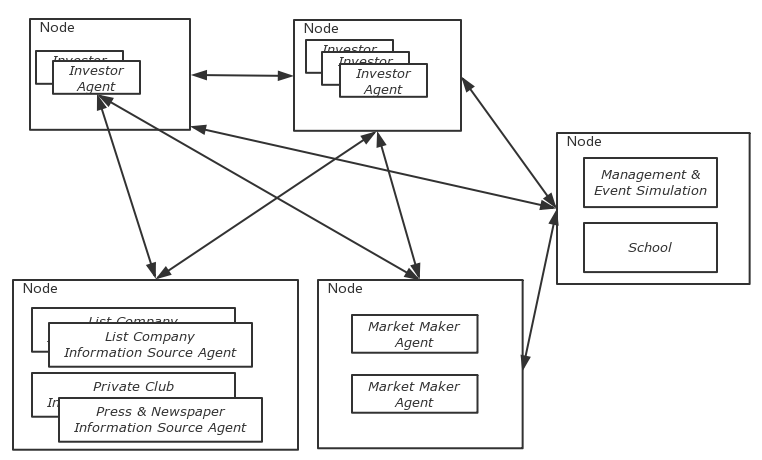 Node
Investor
Investor
Agent
Node
Investor
Investor
Investor
Agent
Node
Management &
Event Simulation
School
Node
List Company
List Company
Information Source Agent
Private Club
Press & Newspaper
Information Source Agent
Node
Market Maker
Agent
Market Maker
Agent